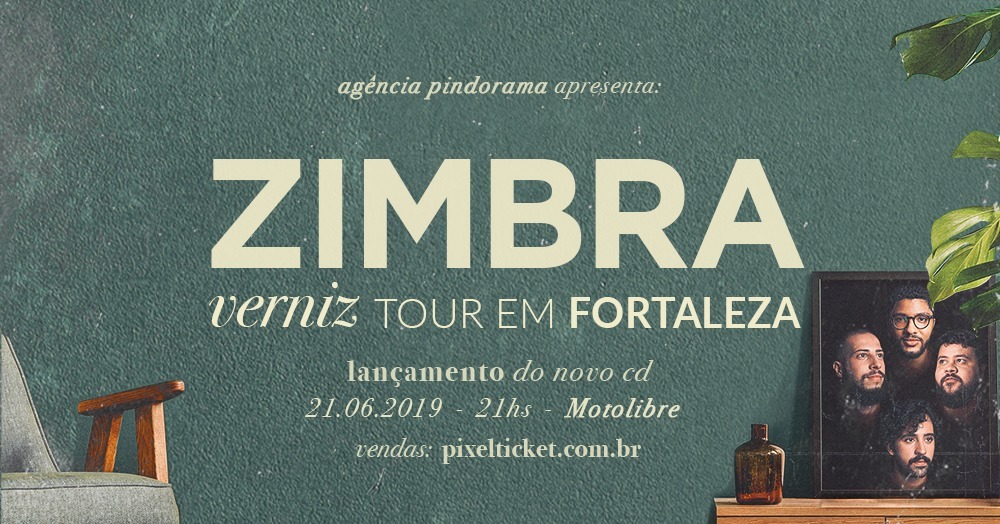 agência pindorama apresenta:
ZIMBRA
verniz TOUR EM FORTALEZA
lançamento do novo cd
21.06.2019 - 21hs - Motolibre
vendas: pixelticket.com.br